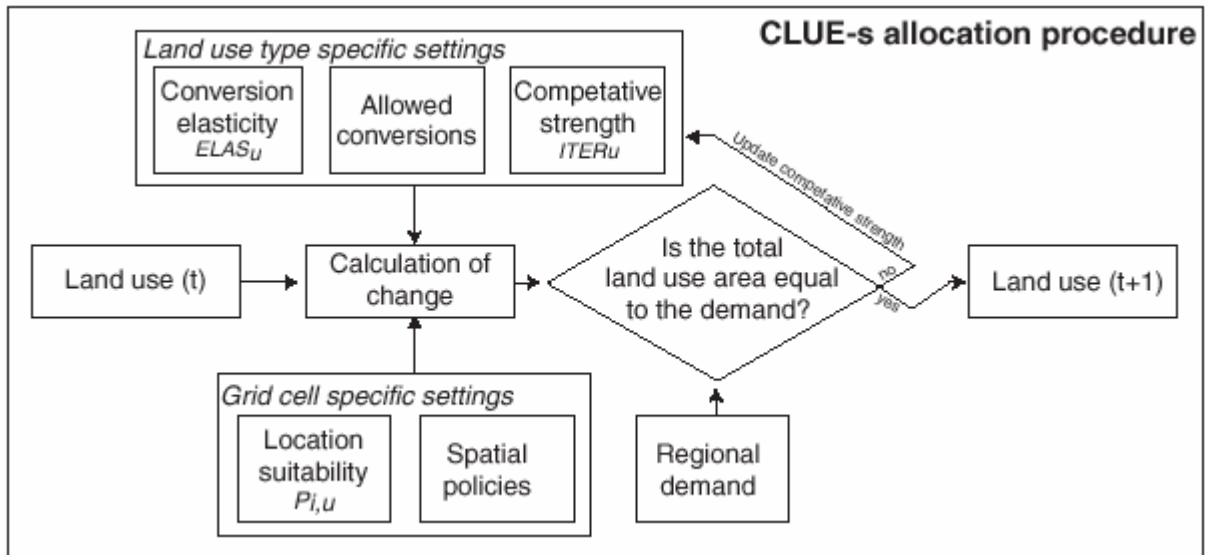 CLUE-s allocation procedure
Land use type specific settings
Conversion
elasticity
ELASu
Allowed
conversions
Competative
strength
ITERu
Update competative strength
Land use (t)
Calculation of
change
Is the total
land use area equal
to the demand?
no
yes
Land use (t+1)
Grid cell specific settings
Location
suitability
Pi,u
Spatial
policies
Regional
demand